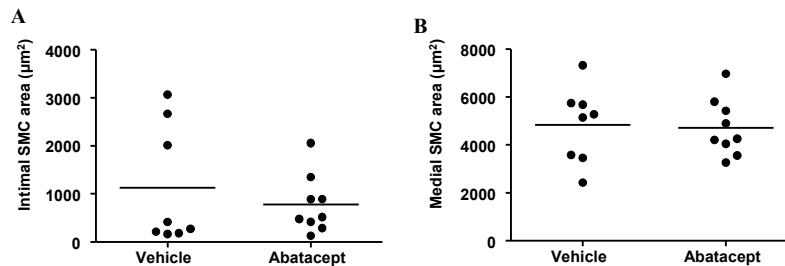 A
Intimal SMC area (µm²)
4000
3000
2000
1000
0
Vehicle
Abatacept
B
Medial SMC area (µm²)
8000
6000
4000
2000
0
Vehicle
Abatacept